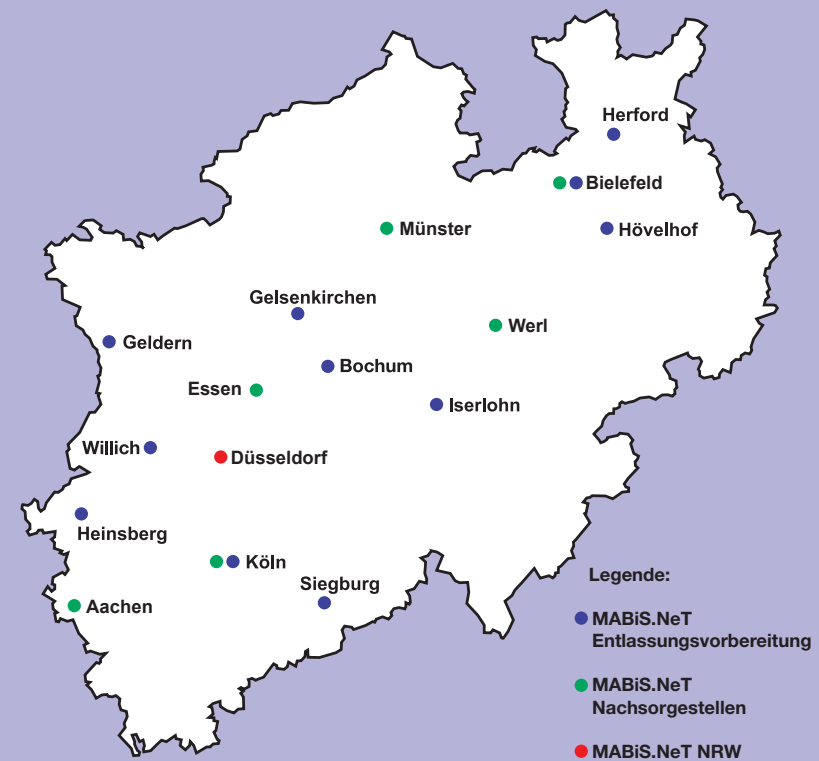 Herford
Bielefeld
Münster
Hövelhof
Gelsenkirchen
Werl
Geldern
Bochum
Essen
Iserlohn
Willich
Düsseldorf
Heinsberg
Köln
Siegburg
Aachen
Legende:
MABiS.NeT
Entlassungsvorbereitung
MABiS.NeT
Nachsorgestellen
MABiS.NeT NRW